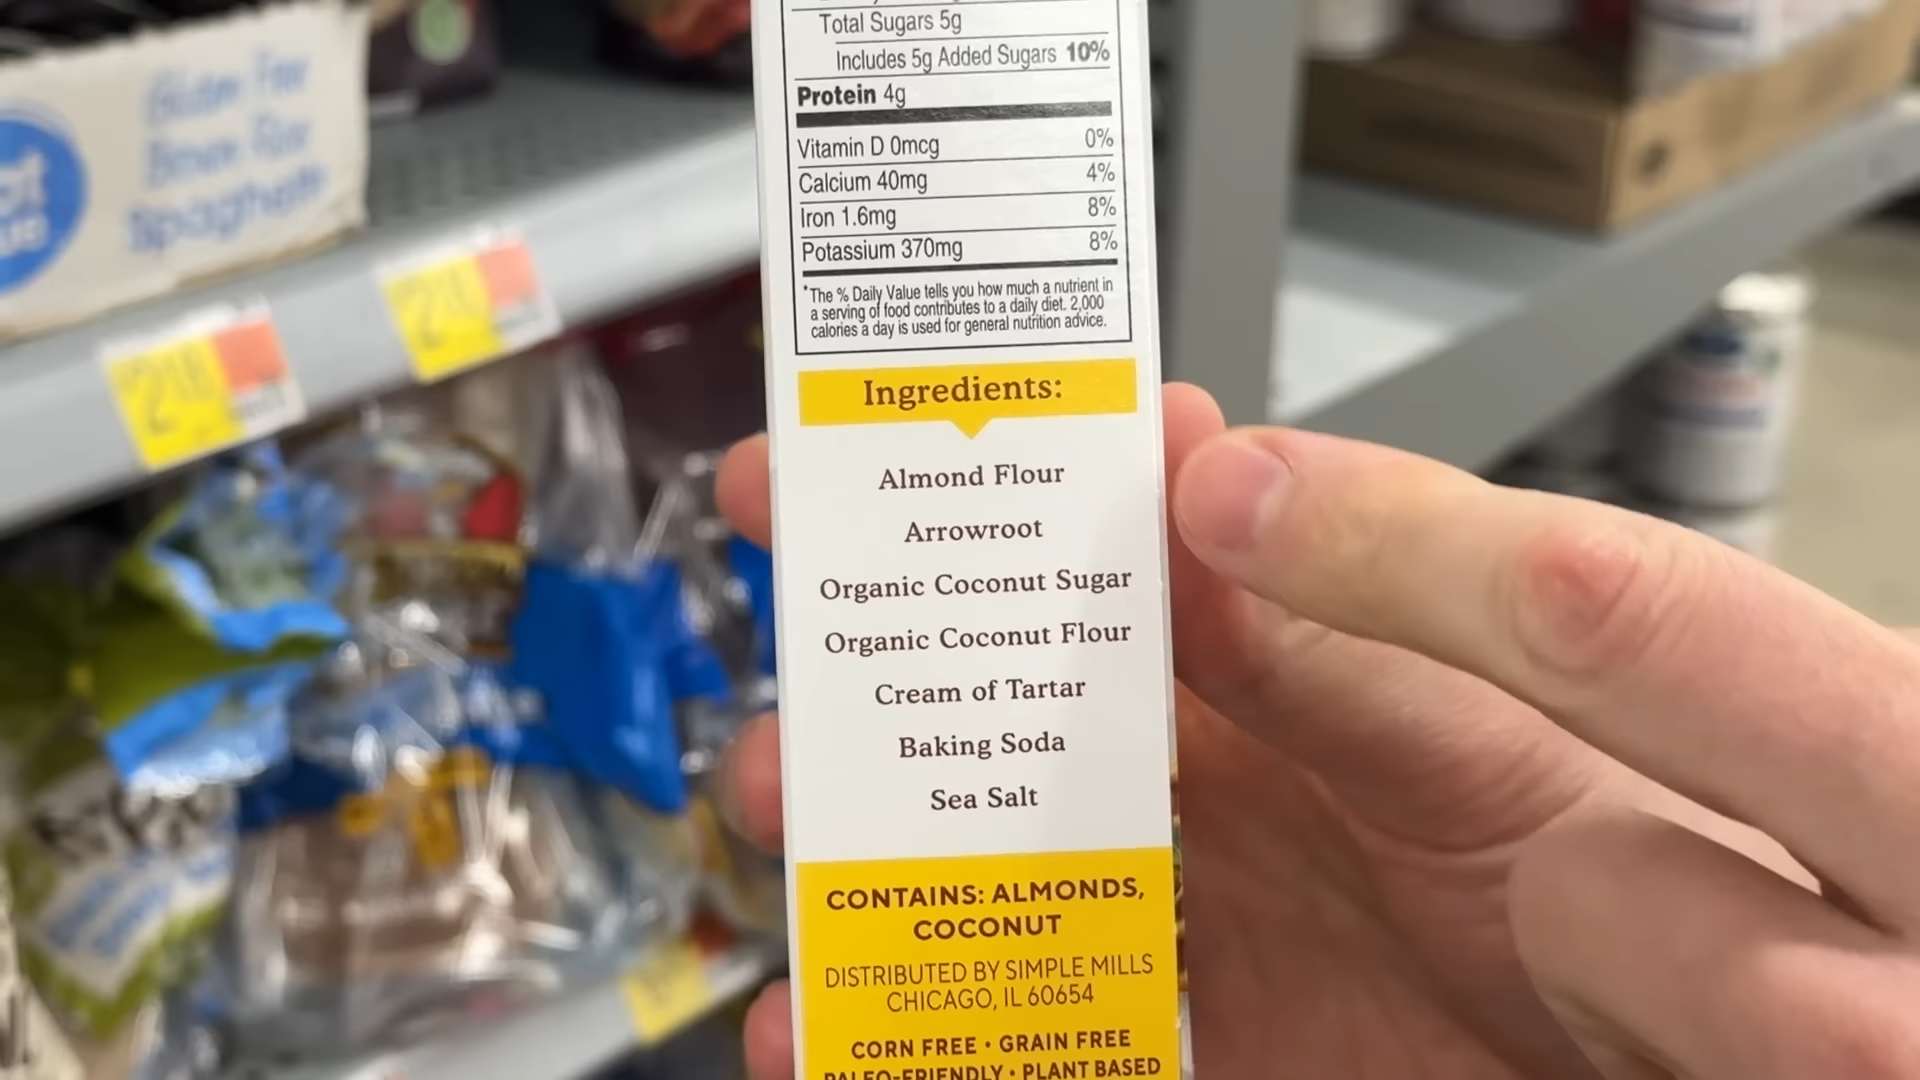 Total Sugars 5g
Includes 5g Added Sugars 10%
Protein 4g
Vitamin D 0mcg 0%
Calcium 40mg 4%
Iron 1.6mg 8%
Potassium 370mg 8%
*The % Daily Value tells you how much a nutrient in
a serving of food contributes to a daily diet. 2,000
calories a day is used for general nutrition advice.
Ingredients:
Almond Flour
Arrowroot
Organic Coconut Sugar
Organic Coconut Flour
Cream of Tartar
Baking Soda
Sea Salt
CONTAINS: ALMONDS,
COCONUT
DISTRIBUTED BY SIMPLE MILLS
CHICAGO, IL 60654
CORN FREE • GRAIN FREE
PALEO-FRIENDLY • PLANT BASED